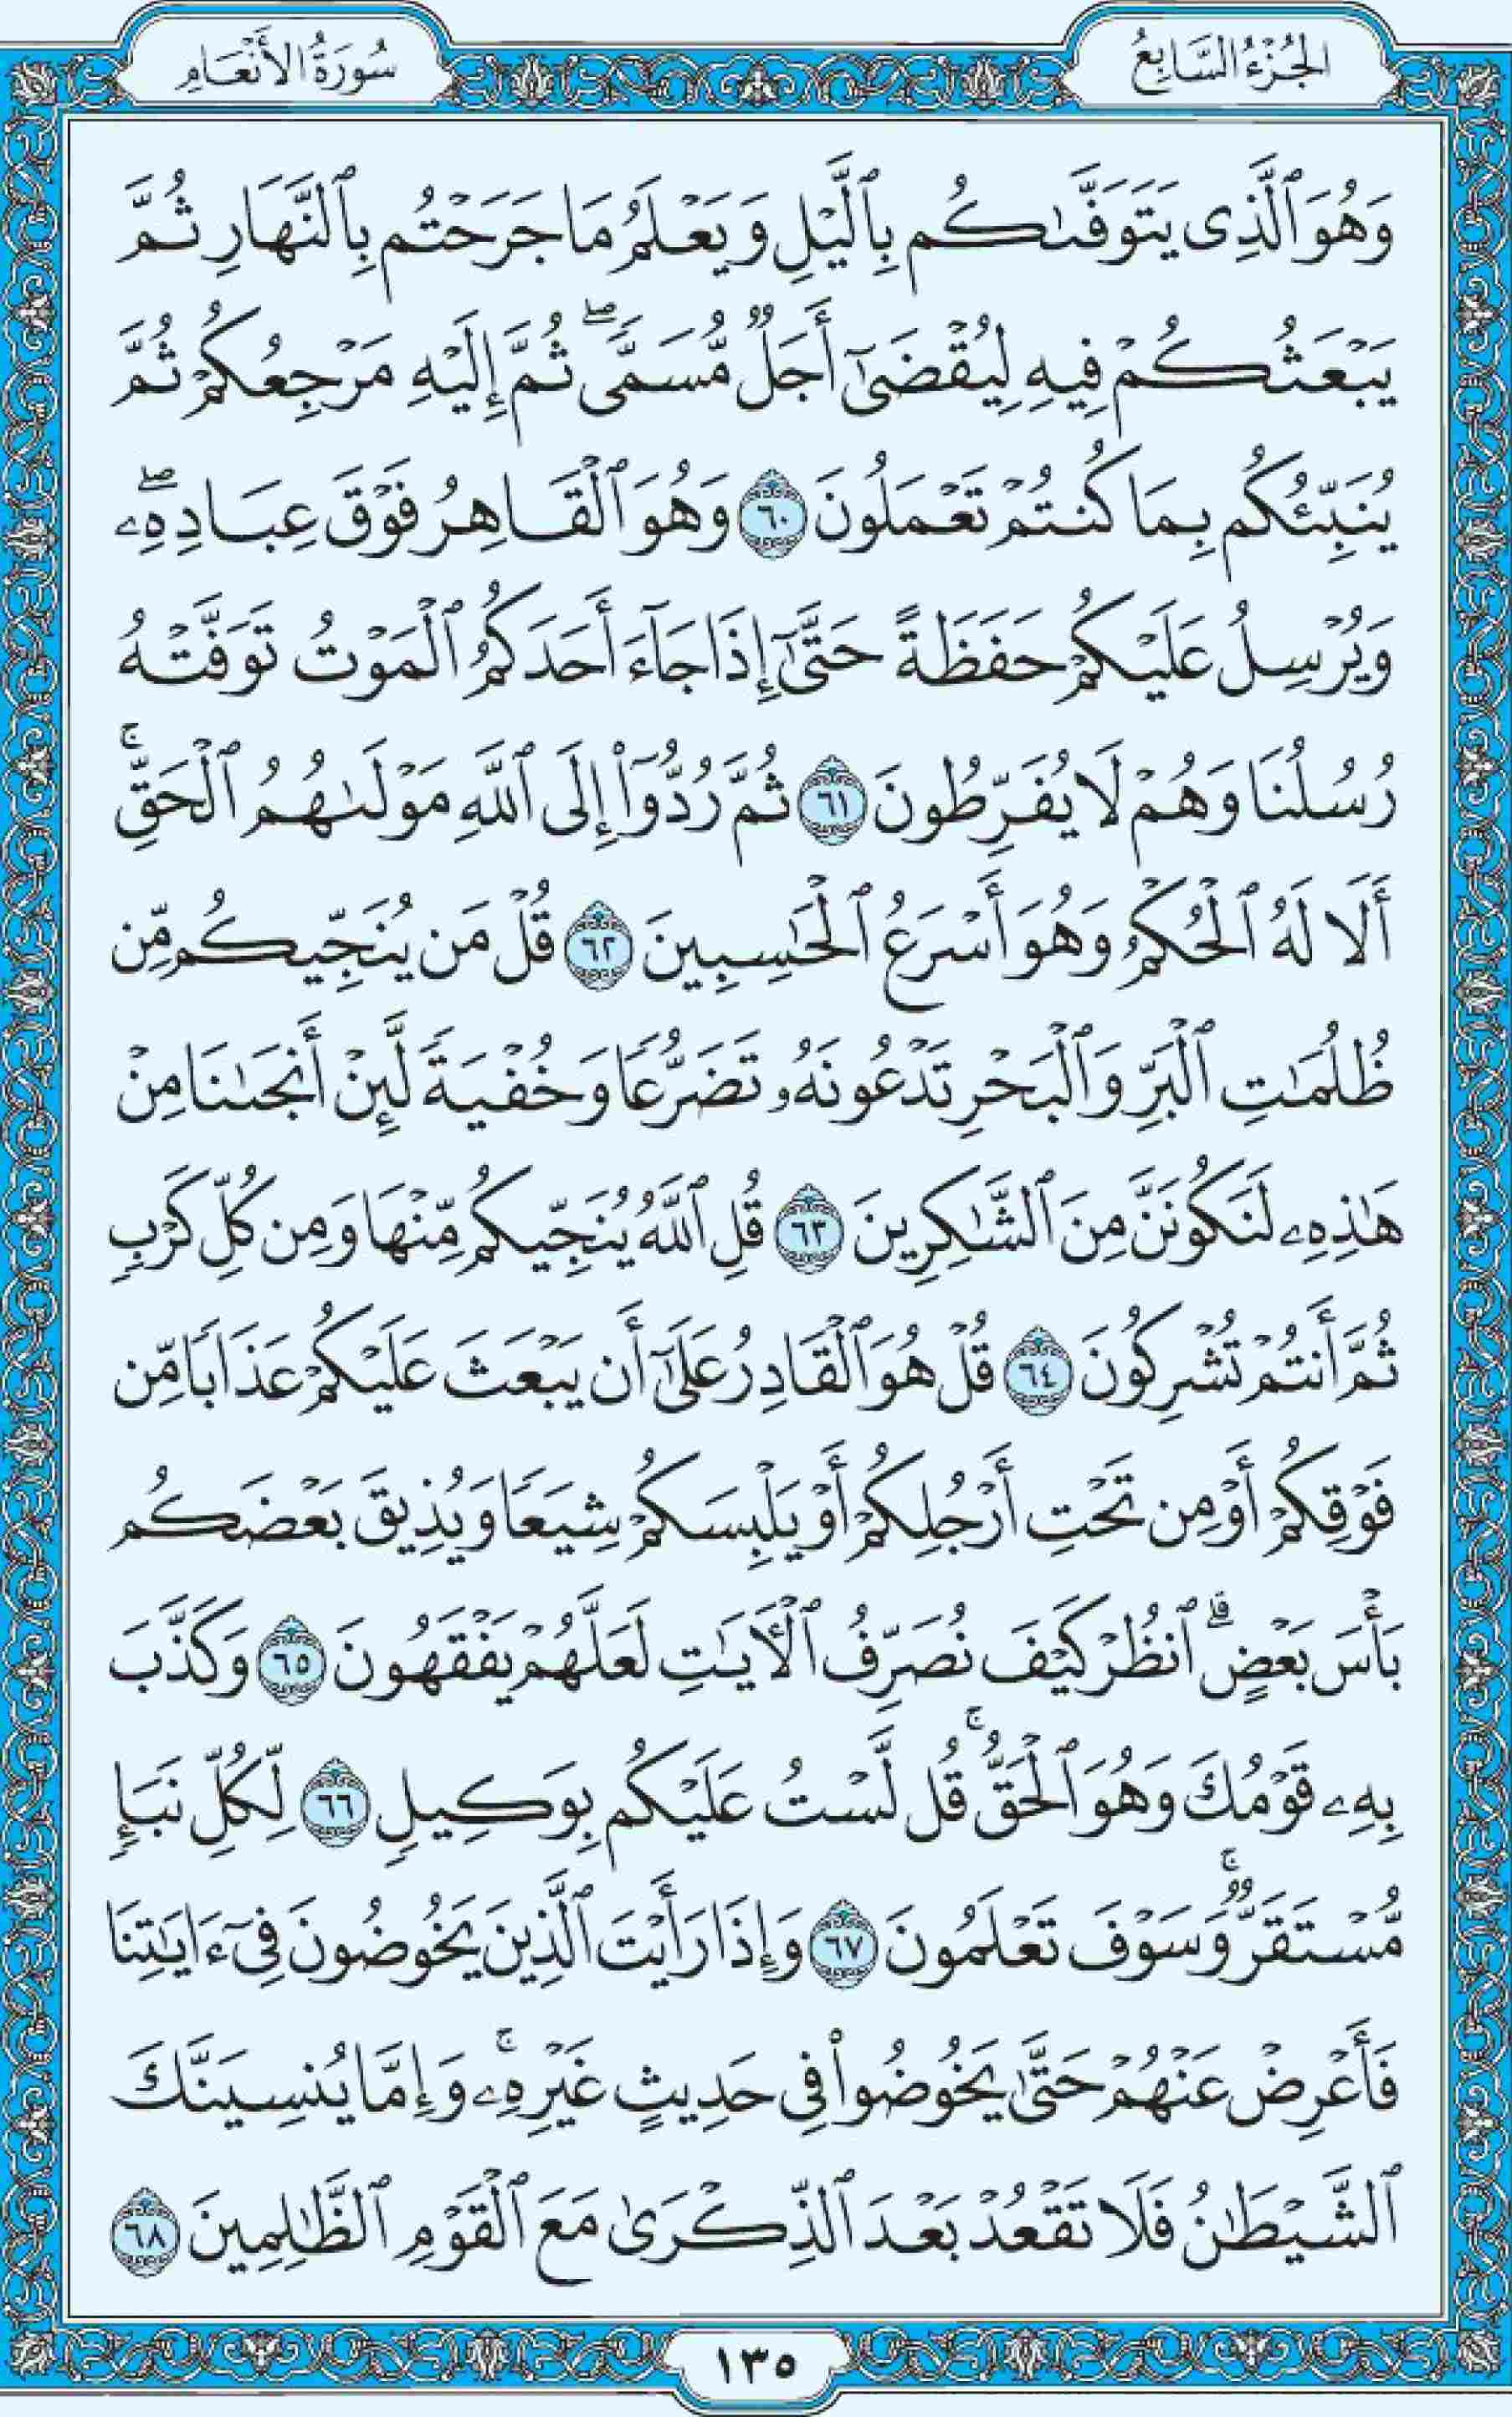 الجُزْءُ السَّابِعُ
سُورَةُ الأَنْعَامِ
وَهُوَ ٱلَّذِى يَتَوَفَّىٰكُم بِٱلَّيْلِ وَيَعْلَمُ مَا جَرَحْتُم بِٱلنَّهَارِ ثُمَّ
يَبْعَثُكُمْ فِيهِ لِيُقْضَىٰٓ أَجَلٌ مُّسَمًّى ۖ ثُمَّ إِلَيْهِ مَرْجِعُكُمْ ثُمَّ
يُنَبِّئُكُم بِمَا كُنتُمْ تَعْمَلُونَ ٦٠ وَهُوَ ٱلْقَاهِرُ فَوْقَ عِبَادِهِۦ ۖ
وَيُرْسِلُ عَلَيْكُمْ حَفَظَةً حَتَّىٰٓ إِذَا جَآءَ أَحَدَكُمُ ٱلْمَوْتُ تَوَفَّتْهُ
رُسُلُنَا وَهُمْ لَا يُفَرِّطُونَ ٦١ ثُمَّ رُدُّوٓا۟ إِلَى ٱللَّهِ مَوْلَىٰهُمُ ٱلْحَقِّ ۚ
أَلَا لَهُ ٱلْحُكْمُ وَهُوَ أَسْرَعُ ٱلْحَٰسِبِينَ ٦٢ قُلْ مَن يُنَجِّيكُم مِّن
ظُلُمَٰتِ ٱلْبَرِّ وَٱلْبَحْرِ تَدْعُونَهُۥ تَضَرُّعًا وَخُفْيَةً لَّئِنْ أَنجَىٰنَا مِنْ
هَٰذِهِۦ لَنَكُونَنَّ مِنَ ٱلشَّٰكِرِينَ ٦٣ قُلِ ٱللَّهُ يُنَجِّيكُم مِّنْهَا وَمِن كُلِّ كَرْبٍ
ثُمَّ أَنتُمْ تُشْرِكُونَ ٦٤ قُلْ هُوَ ٱلْقَادِرُ عَلَىٰٓ أَن يَبْعَثَ عَلَيْكُمْ عَذَابًا مِّن
فَوْقِكُمْ أَوْ مِن تَحْتِ أَرْجُلِكُمْ أَوْ يَلْبِسَكُمْ شِيَعًا وَيُذِيقَ بَعْضَكُم
بَأْسَ بَعْضٍ ۗ ٱنظُرْ كَيْفَ نُصَرِّفُ ٱلْءَايَٰتِ لَعَلَّهُمْ يَفْقَهُونَ ٦٥ وَكَذَّبَ
بِهِۦ قَوْمُكَ وَهُوَ ٱلْحَقُّ ۚ قُل لَّسْتُ عَلَيْكُم بِوَكِيلٍ ٦٦ لِّكُلِّ نَبَإٍ
مُّسْتَقَرٌّ ۚ وَسَوْفَ تَعْلَمُونَ ٦٧ وَإِذَا رَأَيْتَ ٱلَّذِينَ يَخُوضُونَ فِىٓ ءَايَٰتِنَا
فَأَعْرِضْ عَنْهُمْ حَتَّىٰ يَخُوضُوا۟ فِى حَدِيثٍ غَيْرِهِۦ ۚ وَإِمَّا يُنسِيَنَّكَ
ٱلشَّيْطَٰنُ فَلَا تَقْعُدْ بَعْدَ ٱلذِّكْرَىٰ مَعَ ٱلْقَوْمِ ٱلظَّٰلِمِينَ ٦٨
١٣٥